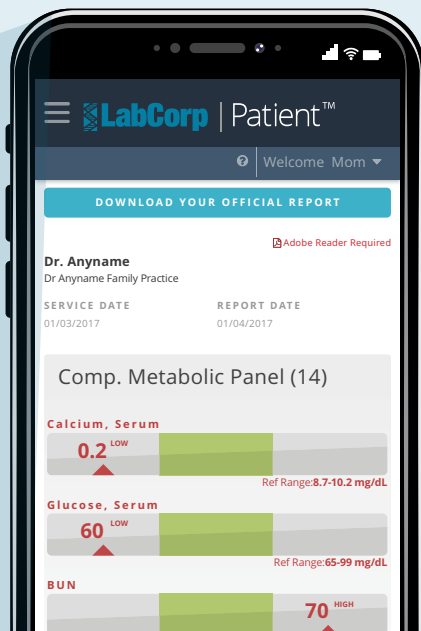 LabCorp | Patient™
Welcome Mom
DOWNLOAD YOUR OFFICIAL REPORT
Adobe Reader Required
Dr. Anyname
Dr Anyname Family Practice
SERVICE DATE REPORT DATE
01/03/2017 01/04/2017
Comp. Metabolic Panel (14)
Calcium, Serum
0.2 LOW
Ref Range:8.7-10.2 mg/dL
Glucose, Serum
60 LOW
Ref Range:65-99 mg/dL
BUN
70 HIGH